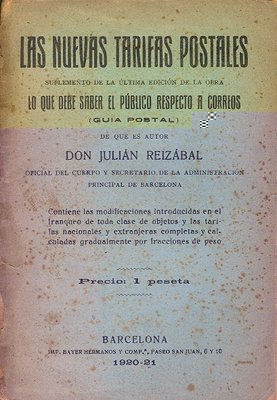 LAS NUEVAS TARIFAS POSTALES
SUPLEMENTO DE LA ÚLTIMA EDICIÓN DE LA OBRA
LO QUE DEBE SABER EL PÚBLICO RESPECTO A CORREOS
(GUIA POSTAL)
DE QUE ES AUTOR
DON JULIÁN REIZÁBAL
OFICIAL DEL CUERPO Y SECRETARIO DE LA ADMINISTRACIÓN
PRINCIPAL DE BARCELONA
Contiene las modificaciones introducidas en el
franqueo de toda clase de objetos y las tari-
fas nacionales y extranjeras completas y cal-
culadas gradualmente por fracciones de peso
Precio: 1 peseta
BARCELONA
IMP. BAYER HERMANOS Y COMP.ª, PASEO SAN JUAN, 6 Y 10
1920-21